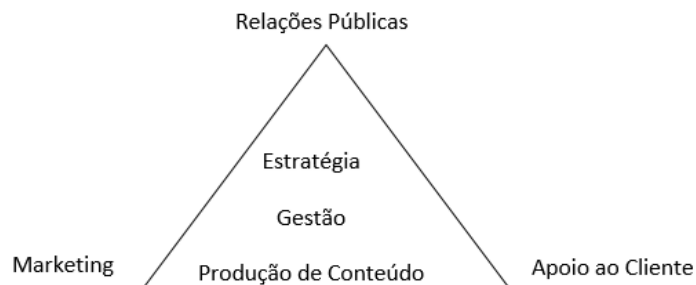 Relações Públicas
Estratégia
Gestão
Marketing
Produção de Conteúdo
Apoio ao Cliente